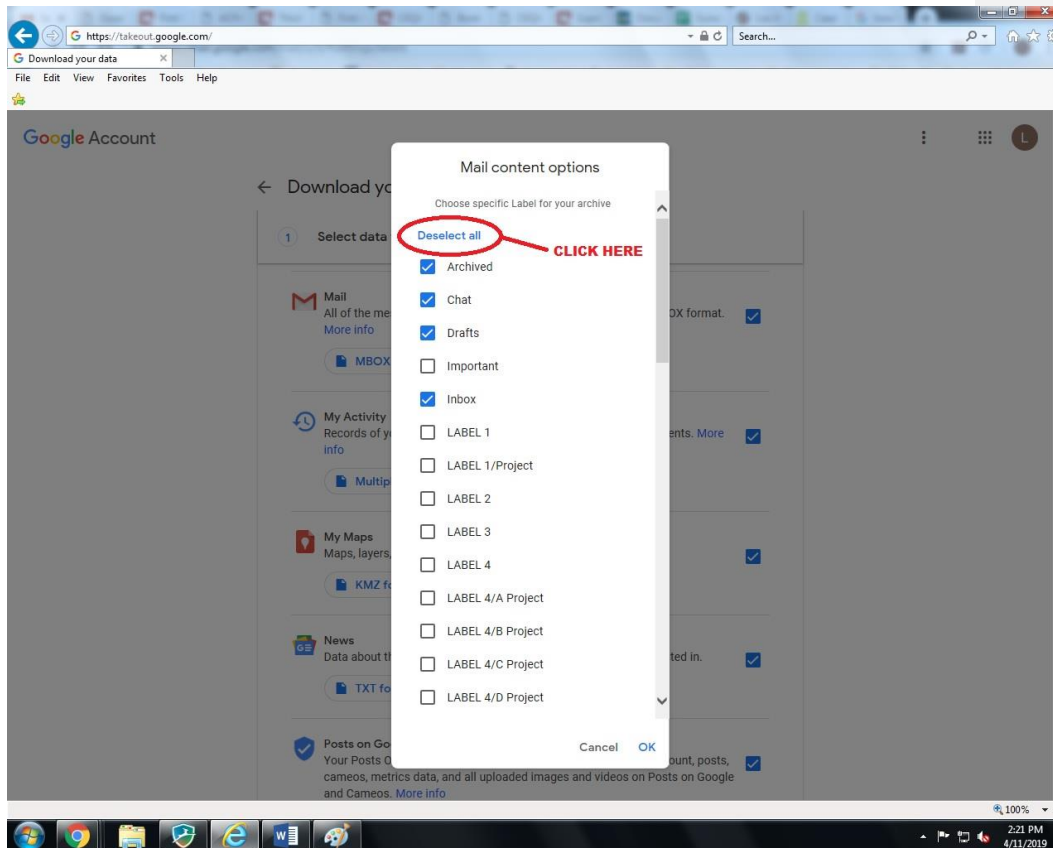 https://takeout.google.com/
Search...
Download your data
File Edit View Favorites Tools Help
Google Account
L
Mail content options
Download yo
Choose specific Label for your archive
1 Select data
Deselect all
CLICK HERE
Archived
Mail
Chat
All of the me
OX format.
More info
Drafts
MBOX
Important
Inbox
My Activity
Records of y
ents. More
info
LABEL 1
LABEL 1/Project
Multip
LABEL 2
LABEL 3
My Maps
Maps, layers,
LABEL 4
KMZ fo
LABEL 4/A Project
LABEL 4/B Project
News
Data about th
ted in.
LABEL 4/C Project
TXT fo
LABEL 4/D Project
Posts on Go
Cancel OK
Your Posts O
ount, posts,
cameos, metrics data, and all uploaded images and videos on Posts on Google
and Cameos. More info
100%
2:21 PM
4/11/2019